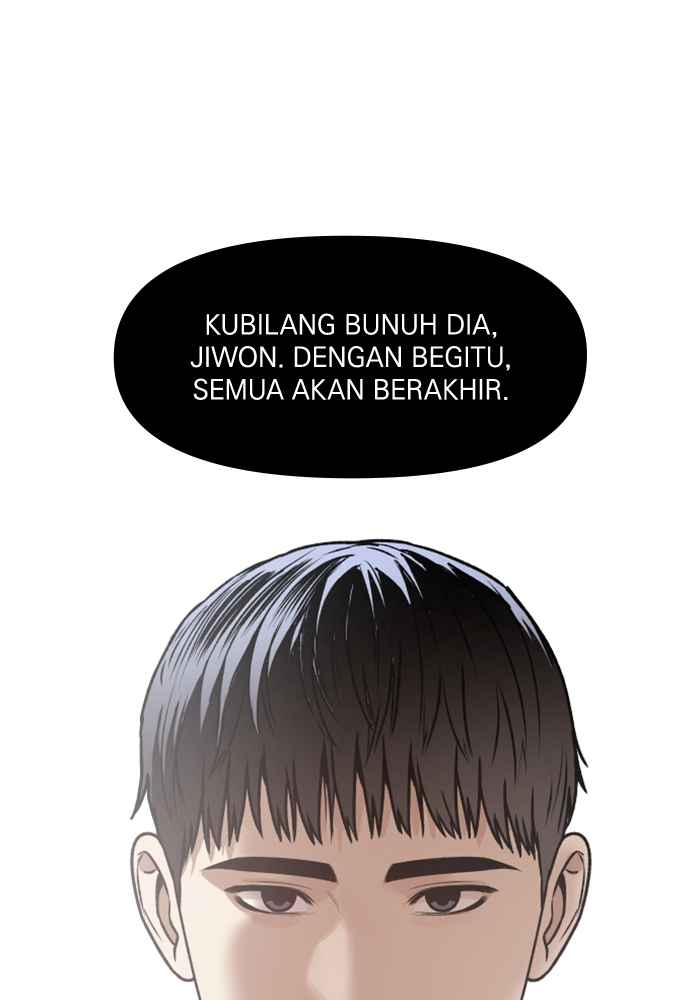 KUBILANG BUNUH DIA,
JIWON. DENGAN BEGITU,
SEMUA AKAN BERAKHIR.